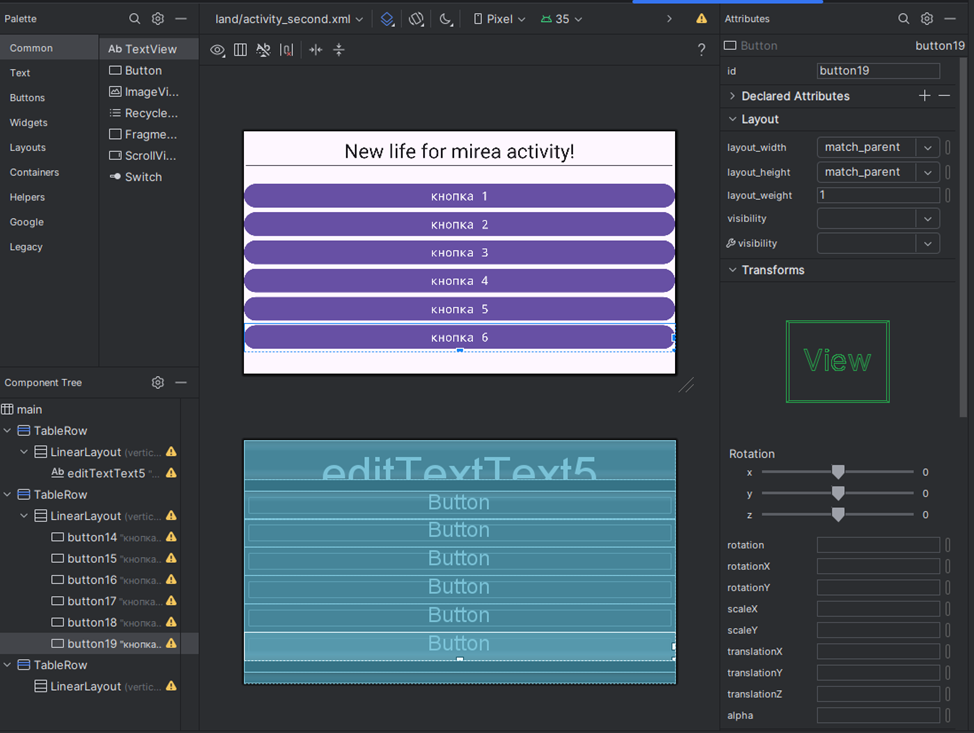 Palette
Common
Text
Buttons
Widgets
Layouts
Containers
Helpers
Google
Legacy
Ab TextView
Button
ImageVi...
Recycle...
Fragme...
ScrollVi...
Switch
Component Tree
main
TableRow
LinearLayout (vertic...
Ab editTextText5 "...
TableRow
LinearLayout (vertic...
button14 "кнопка..
button15 "кнопка..
button16 "кнопка..
button17 "кнопка..
button18 "кнопка..
button19 "кнопка..
TableRow
LinearLayout (vertic...
land/activity_second.xml
Pixel
35
?
New life for mirea activity!
кнопка 1
кнопка 2
кнопка 3
кнопка 4
кнопка 5
кнопка 6
editTextText5
Button
Button
Button
Button
Button
Button
Attributes
Button button19
id button19
Declared Attributes
Layout
layout_width match_parent
layout_height match_parent
layout_weight 1
visibility
visibility
Transforms
View
Rotation
x 0
y 0
z 0
rotation
rotationX
rotationY
scaleX
scaleY
translationX
translationY
translationZ
alpha